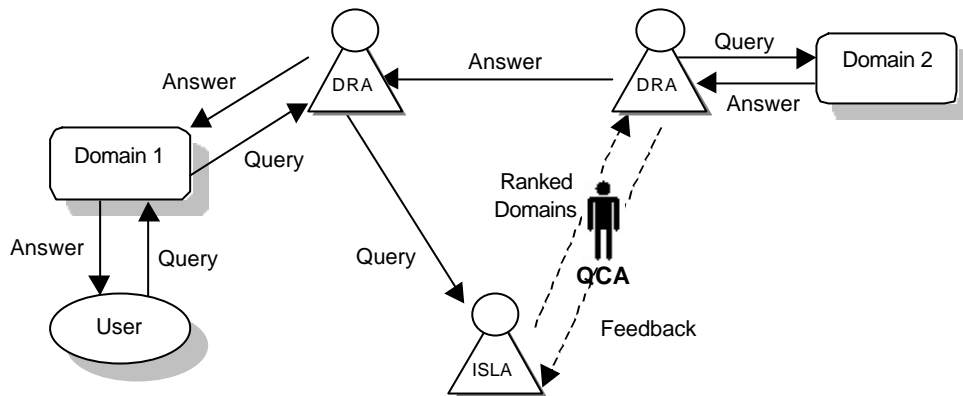 Query
Answer
Domain 2
Answer
DRA
DRA
Answer
Domain 1
Query
Ranked
Domains
Answer
Query
Query
QCA
User
Feedback
ISLA